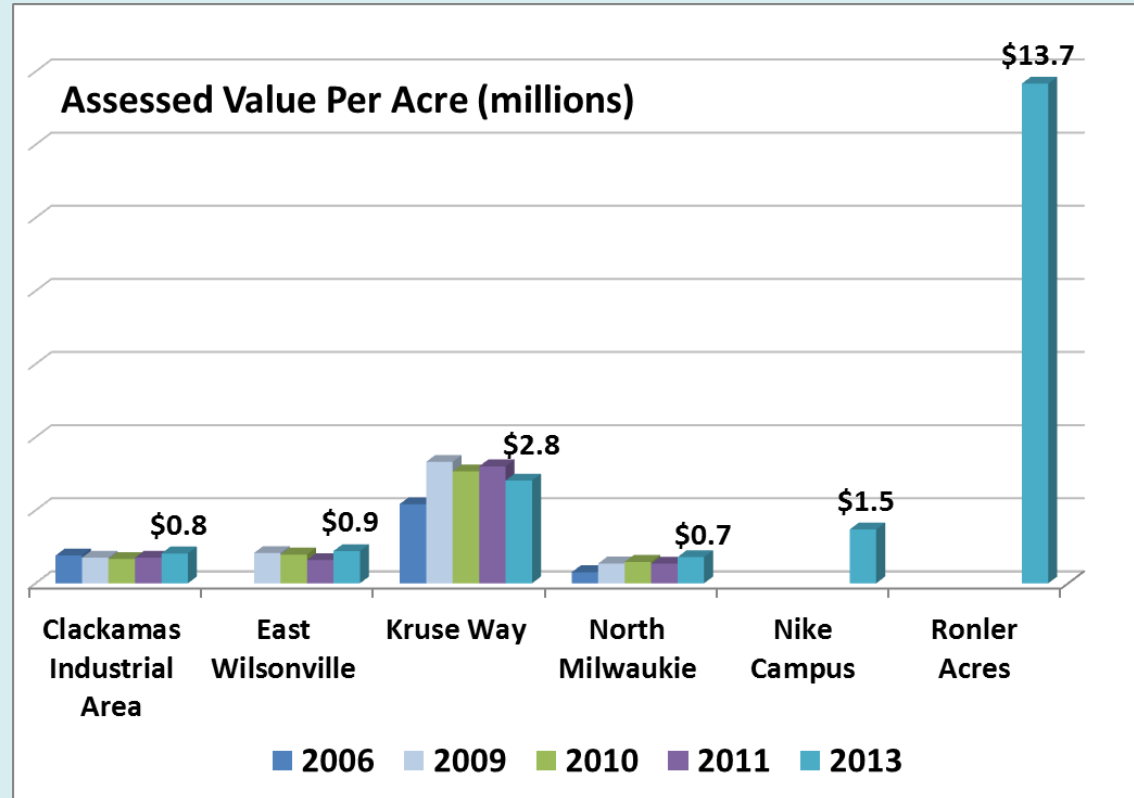 $13.7
Assessed Value Per Acre (millions)
$2.8
$1.5
$0.8
$0.9
$0.7
Clackamas
Industrial
Area
East
Wilsonville
Kruse Way
North
Milwaukie
Nike
Campus
Ronler
Acres
2006 2009 2010 2011 2013